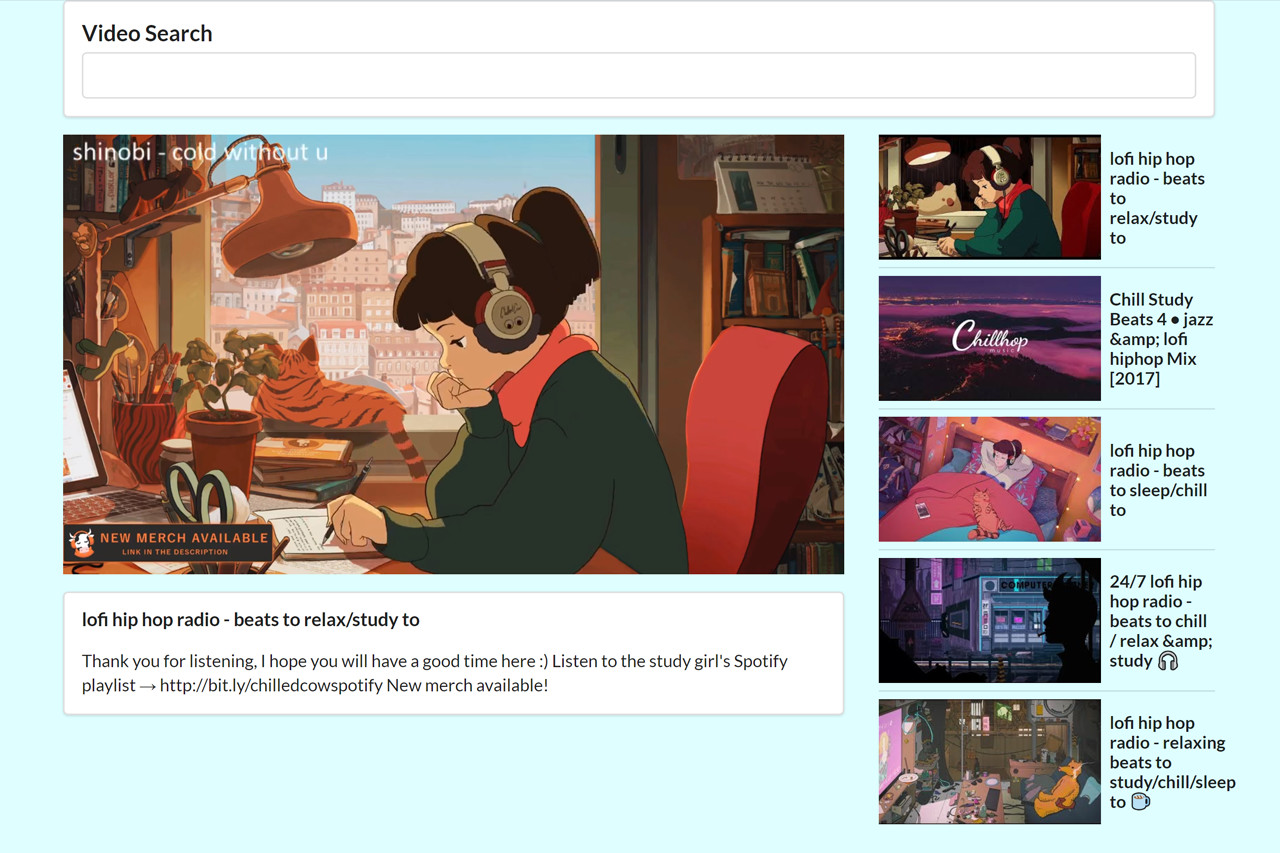 Video Search
shinobi - cold without u
NEW MERCH AVAILABLE
LINK IN THE DESCRIPTION
lofi hip hop radio - beats to relax/study to
Thank you for listening, I hope you will have a good time here :) Listen to the study girl's Spotify
playlist → http://bit.ly/chilledcowspotify New merch available!
lofi hip hop
radio - beats
to
relax/study
to
Chillhop
music
Chill Study
Beats 4 • jazz
&amp; lofi
hiphop Mix
[2017]
lofi hip hop
radio - beats
to sleep/chill
to
COMPUTER
24/7 lofi hip
hop radio -
beats to chill
/ relax &amp;
study 🎧
lofi hip hop
radio - relaxing
beats to
study/chill/sleep
to ☕